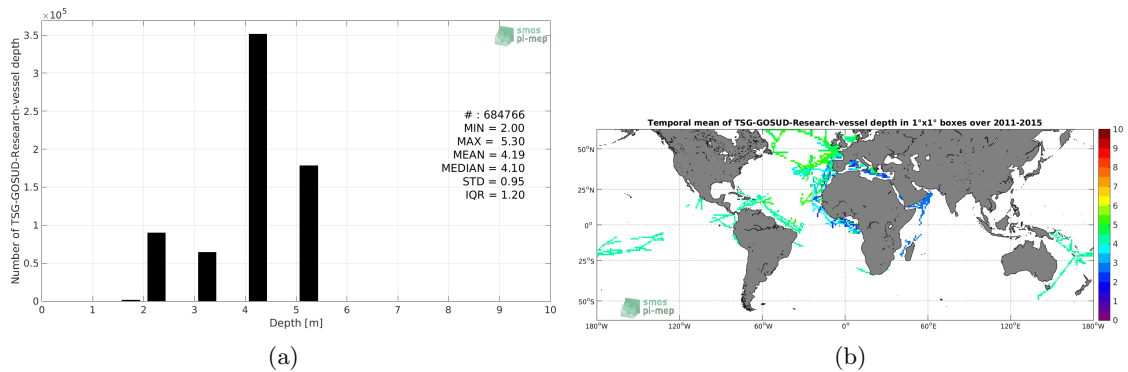 ×10⁵
3.5
3
2.5
2
1.5
1
0.5
0
0 1 2 3 4 5 6 7 8 9 10
Number of TSG-GOSUD-Research-vessel depth
Depth [m]
smos
pi-mep
# : 684766
MIN = 2.00
MAX = 5.30
MEAN = 4.19
MEDIAN = 4.10
STD = 0.95
IQR = 1.20
(a)
Temporal mean of TSG-GOSUD-Research-vessel depth in 1°x1° boxes over 2011-2015
50°N
25°N
0°
25°S
50°S
180°W 120°W 60°W 0° 60°E 120°E 180°W
smos
pi-mep
10
9
8
7
6
5
4
3
2
1
0
(b)